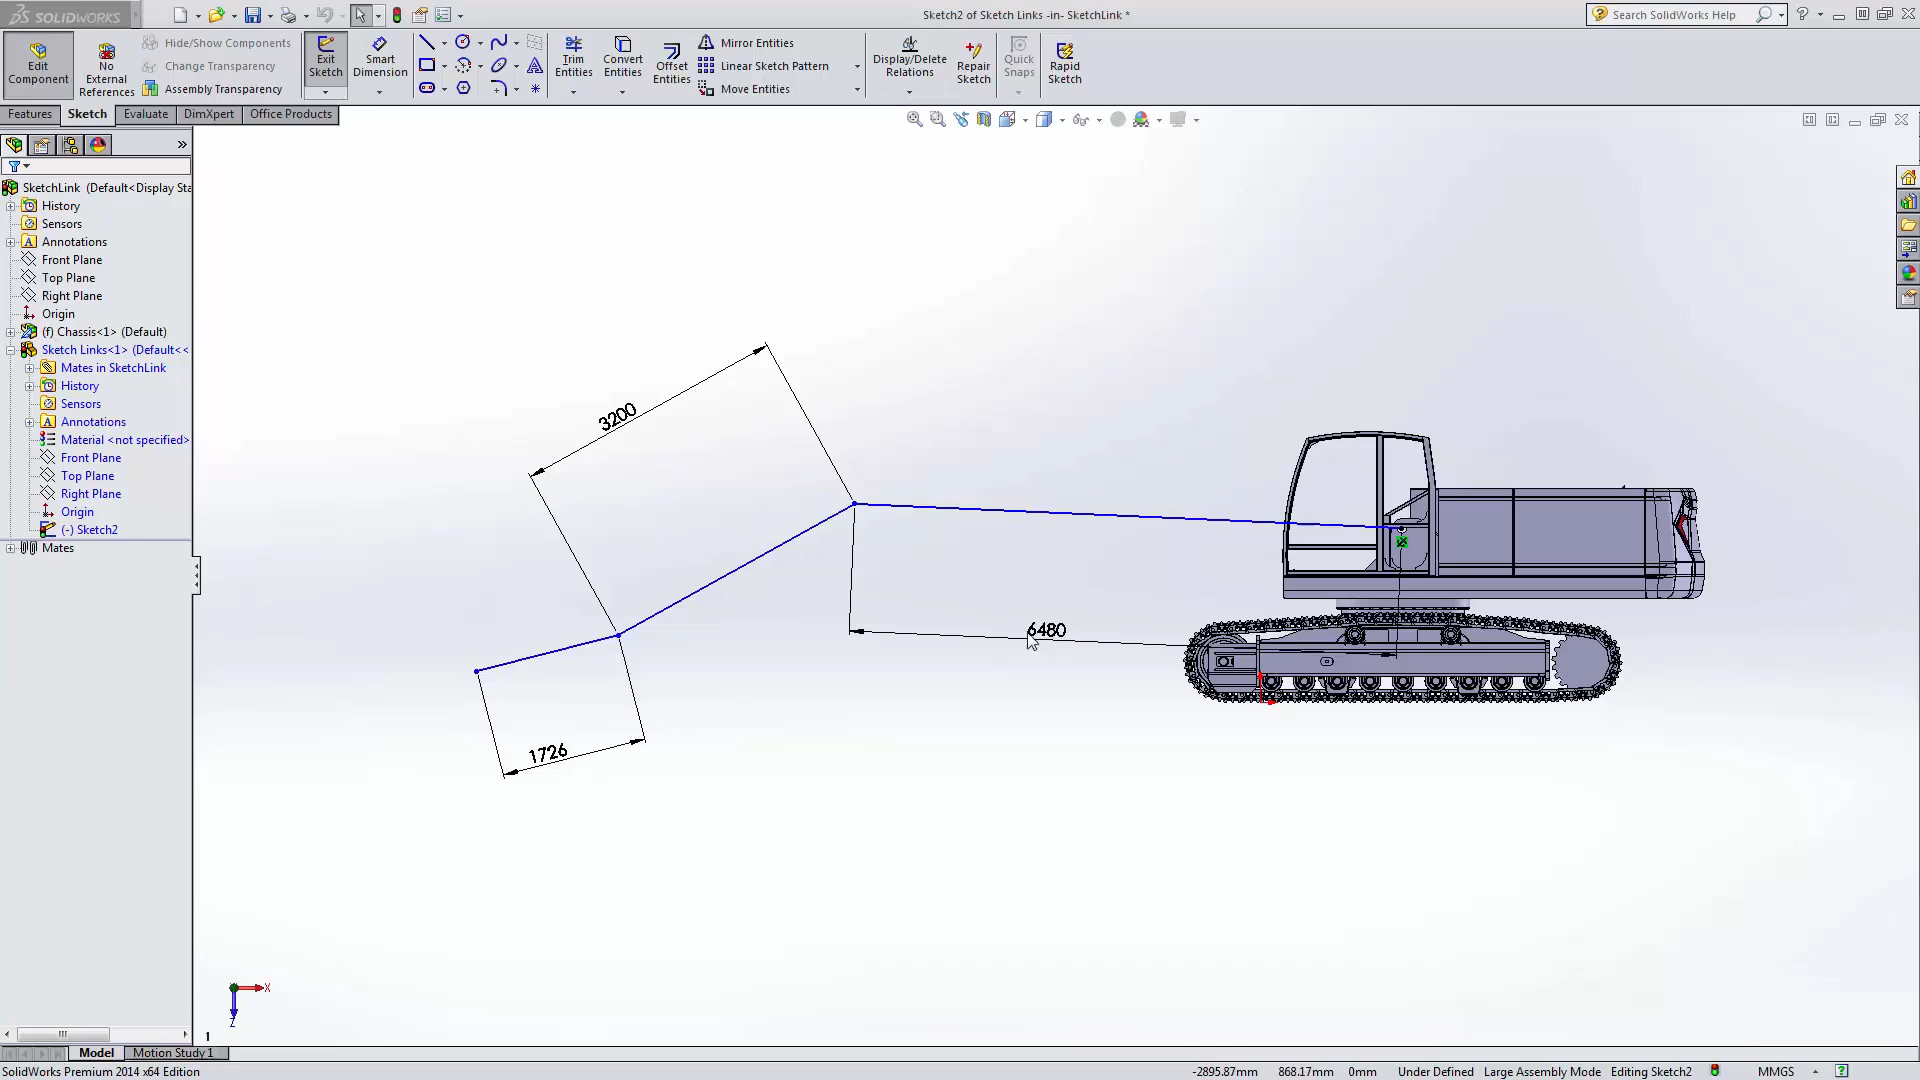 SOLIDWORKS
Sketch2 of Sketch Links -in- SketchLink *
Search SolidWorks Help
Edit Component
No External References
Hide/Show Components
Change Transparency
Assembly Transparency
Exit Sketch
Smart Dimension
Trim Entities
Convert Entities
Offset Entities
Mirror Entities
Linear Sketch Pattern
Move Entities
Display/Delete Relations
Repair Sketch
Quick Snaps
Rapid Sketch
Features
Sketch
Evaluate
DimXpert
Office Products
SketchLink (Default<Display Sta
History
Sensors
Annotations
Front Plane
Top Plane
Right Plane
Origin
(f) Chassis<1> (Default)
Sketch Links<1> (Default<<
Mates in SketchLink
History
Sensors
Annotations
Material <not specified>
Front Plane
Top Plane
Right Plane
Origin
(-) Sketch2
Mates
3200
6480
1726
X
Z
1
Model
Motion Study 1
SolidWorks Premium 2014 x64 Edition
-2895.87mm
868.17mm
0mm
Under Defined
Large Assembly Mode
Editing Sketch2
MMGS